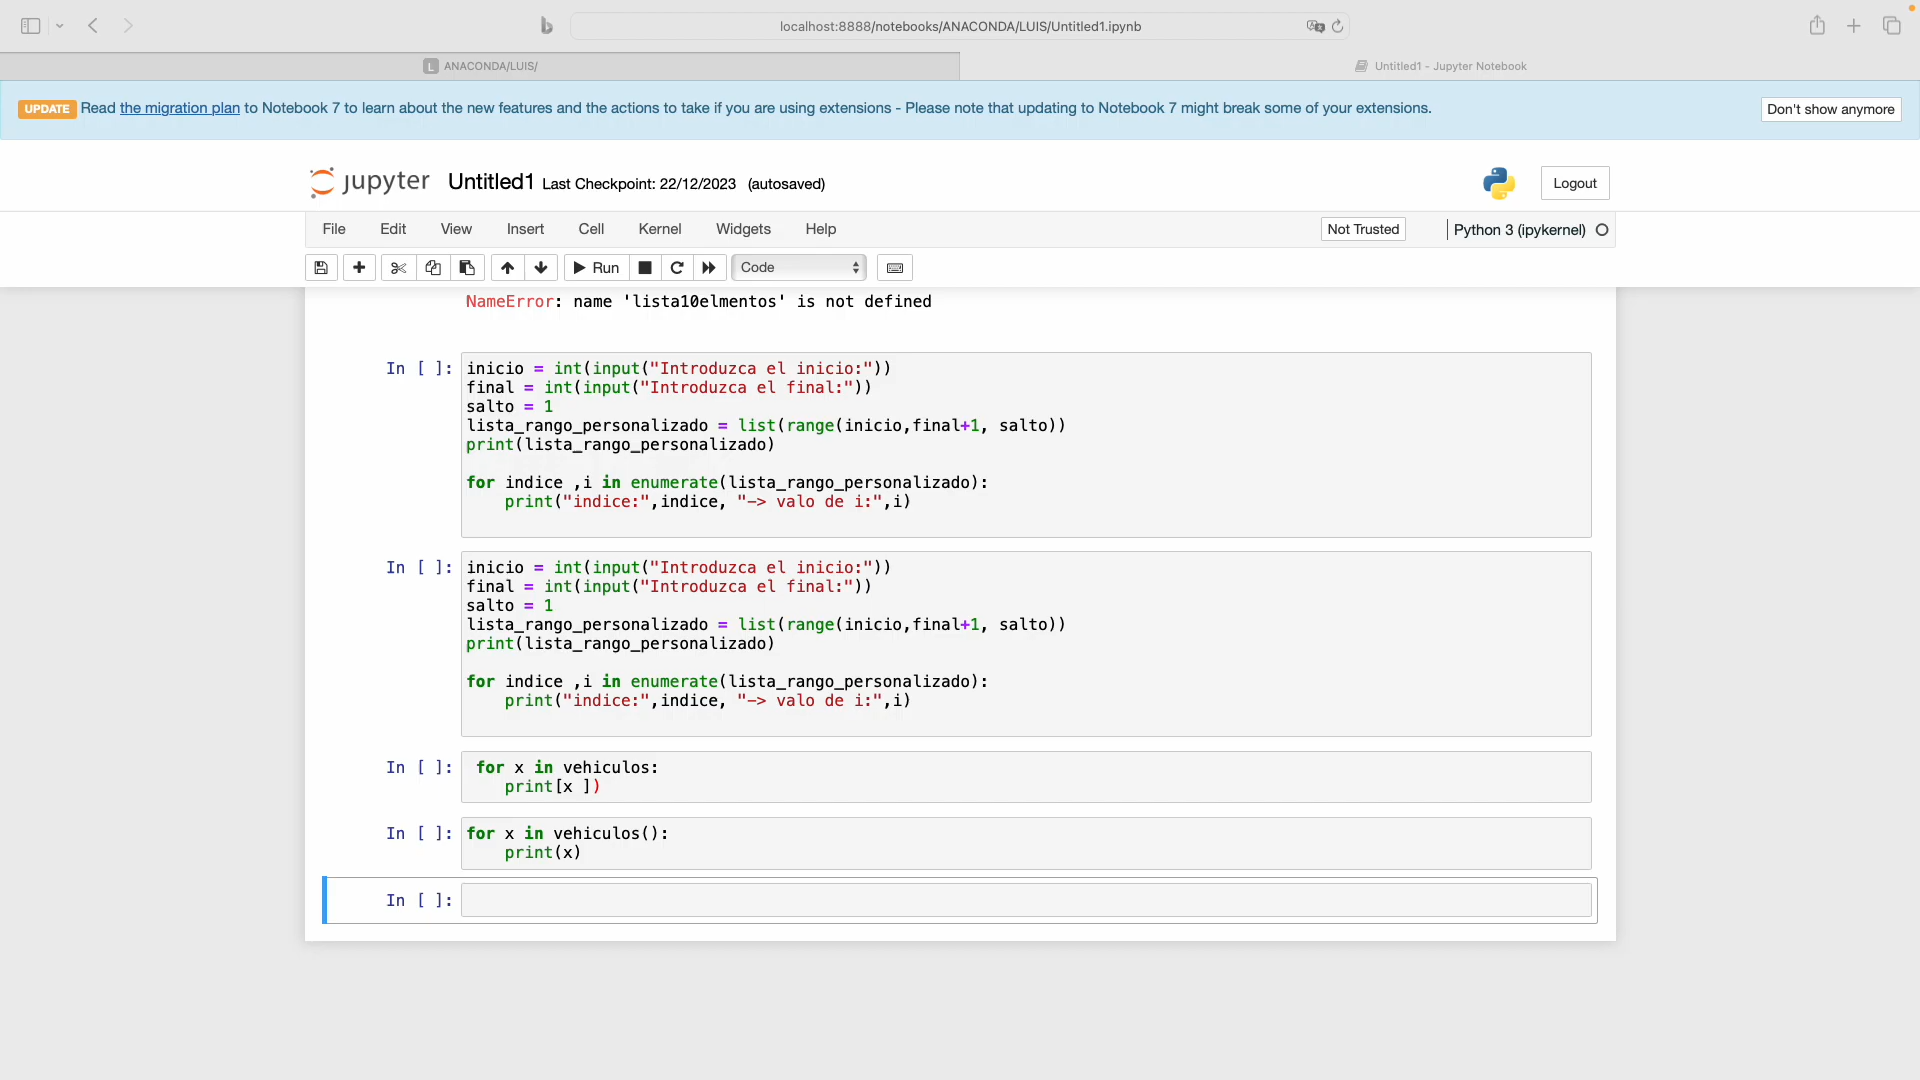 localhost:8888/notebooks/ANACONDA/LUIS/Untitled1.ipynb
L ANACONDA/LUIS/
Untitled1 - Jupyter Notebook
UPDATE Read the migration plan to Notebook 7 to learn about the new features and the actions to take if you are using extensions - Please note that updating to Notebook 7 might break some of your extensions.
Don't show anymore
jupyter Untitled1 Last Checkpoint: 22/12/2023 (autosaved)
Logout
File Edit View Insert Cell Kernel Widgets Help
Not Trusted
Python 3 (ipykernel)
Run
Code
NameError: name 'lista10elmentos' is not defined
In [ ]: inicio = int(input("Introduzca el inicio:"))
final = int(input("Introduzca el final:"))
salto = 1
lista_rango_personalizado = list(range(inicio,final+1, salto))
print(lista_rango_personalizado)
for indice ,i in enumerate(lista_rango_personalizado):
    print("indice:",indice, "-> valo de i:",i)
In [ ]: inicio = int(input("Introduzca el inicio:"))
final = int(input("Introduzca el final:"))
salto = 1
lista_rango_personalizado = list(range(inicio,final+1, salto))
print(lista_rango_personalizado)
for indice ,i in enumerate(lista_rango_personalizado):
    print("indice:",indice, "-> valo de i:",i)
In [ ]:  for x in vehiculos:
    print[x ])
In [ ]: for x in vehiculos():
    print(x)
In [ ]: